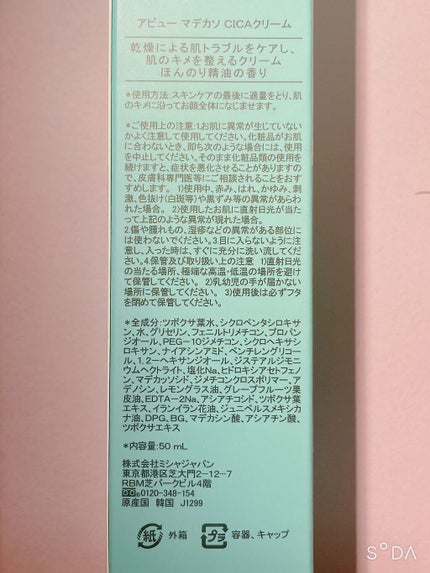 アピュー マデカソ CICAクリーム
乾燥による肌トラブルをケアし、
肌のキメを整えるクリーム
ほんのり精油の香り
*使用方法:スキンケアの最後に適量をとり、肌
のキメに沿ってお顔全体になじませます。
*ご使用上の注意:1.お肌に異常が生じていない
かよく注意して使用してください。化粧品がお肌
に合わないとき、即ち次のような場合には、使用
を中止してください。そのまま化粧品類の使用を
続けますと、症状を悪化させることがありますの
で、皮膚科専門医等にご相談されることをおす
すめします。 1)使用中、赤み、はれ、かゆみ、刺
激、色抜け(白斑等)や黒ずみ等の異常があらわ
れた場合。 2)使用したお肌に直射日光が当た
って上記のような異常が現れた場合。
2.傷や腫れもの、湿疹などの異常がある部位に
は使わないでください。3.目に入らないように注
意し、入った時は、すぐに充分に洗い流してくだ
さい。4.保管及び取り扱い上の注意 1)直射日光
の当たる場所、極端な高温・低温の場所を避け
て保管してください。 2)乳幼児の手が届かない
場所に保管してください。 3)使用後は必ずフタ
を閉めて保管してください。
*全成分:ツボクサ葉水、シクロペンタシロキサ
ン、水、グリセリン、フェニルトリメチコン、プロパン
ジオール、PEG-10ジメチコン、シクロヘキサシ
ロキサン、ナイアシンアミド、ペンチレングリコー
ル、1,2-ヘキサンジオール、ジステアルジモニ
ウムヘクトライト、塩化Na、ヒドロキシアセトフェノ
ン、マデカッソシド、ジメチコンクロスポリマー、ア
デノシン、レモングラス油、グレープフルーツ果
皮油、EDTA-2Na、アシアチコシド、ツボクサ葉
エキス、イランイラン花油、ジュニペルスメキシカ
ナ油、DPG、BG、マデカシン酸、アシアチン酸、
ツボクサエキス
*内容量:50 mL
株式会社ミシャジャパン
東京都港区芝大門2-12-7
RBM芝パークビル4階
0120-348-154
原産国 韓国 J1299
紙 外箱 プラ 容器、キャップ
SODA